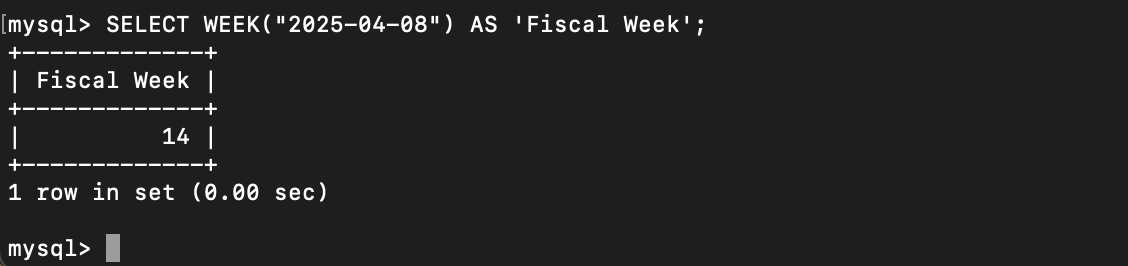 [mysql> SELECT WEEK("2025-04-08") AS 'Fiscal Week';
+-------------+
| Fiscal Week |
+-------------+
|          14 |
+-------------+
1 row in set (0.00 sec)
mysql>